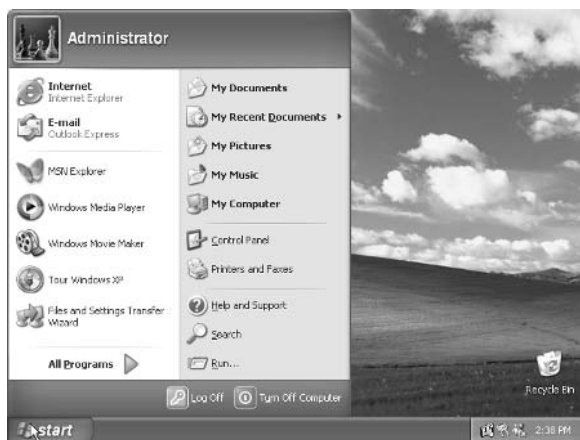 Administrator
Internet
Internet Explorer
E-mail
Outlook Express
MSN Explorer
Windows Media Player
Windows Movie Maker
Tour Windows XP
Files and Settings Transfer
Wizard
All Programs
My Documents
My Recent Documents
My Pictures
My Music
My Computer
Control Panel
Printers and Faxes
Help and Support
Search
Run...
Log Off
Turn Off Computer
Recycle Bin
start
2:38 PM